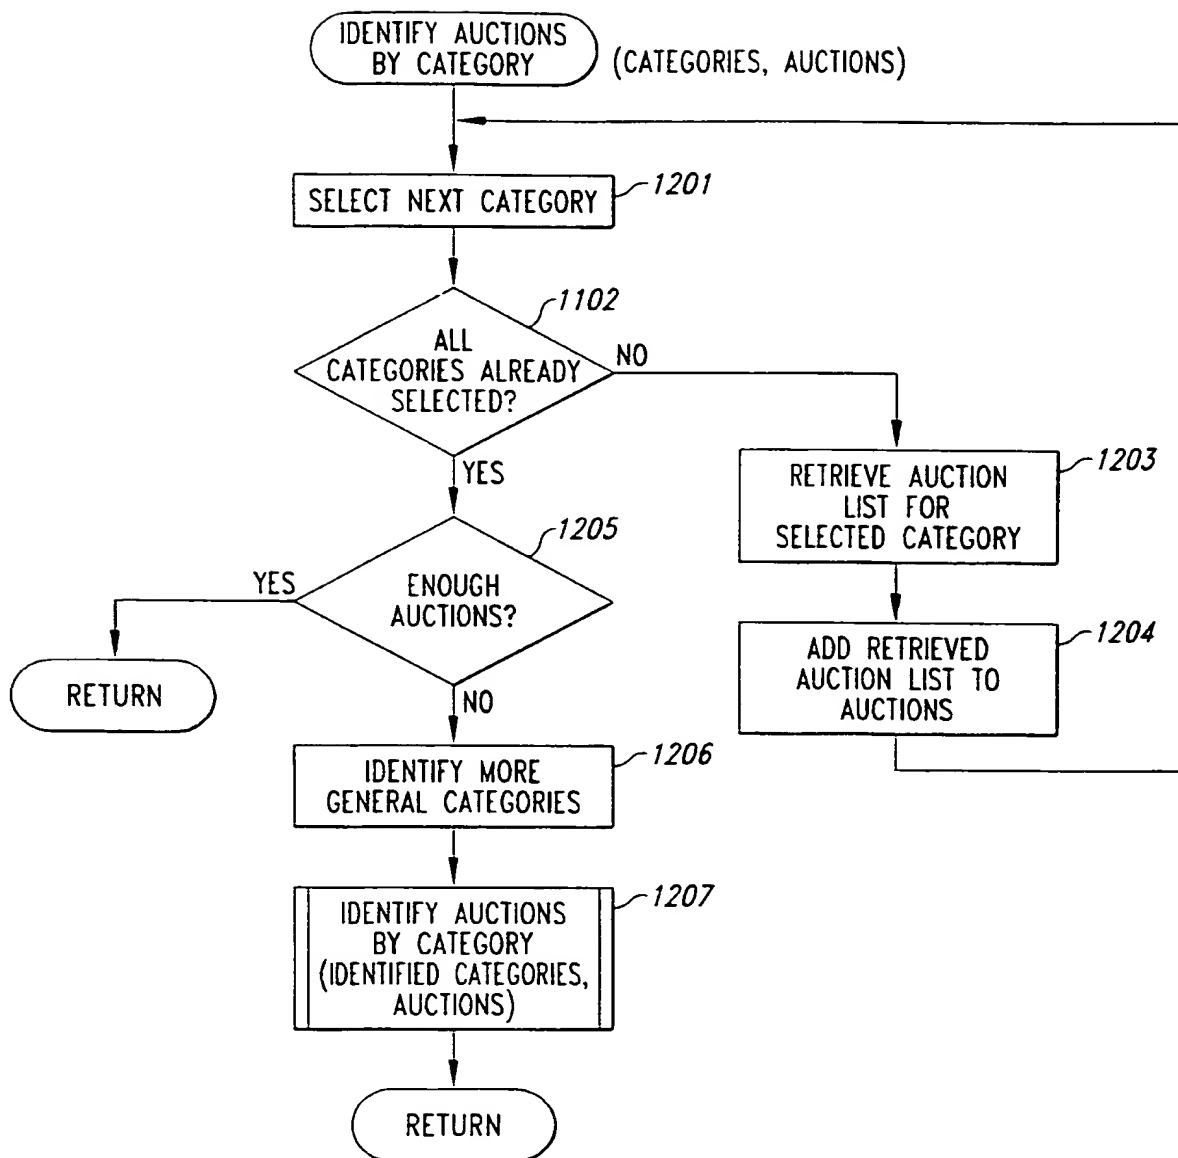 IDENTIFY AUCTIONS
BY CATEGORY
(CATEGORIES, AUCTIONS)
SELECT NEXT CATEGORY
1201
ALL
CATEGORIES ALREADY
SELECTED?
1102
NO
YES
RETRIEVE AUCTION
LIST FOR
SELECTED CATEGORY
1203
ENOUGH
AUCTIONS?
1205
YES
RETURN
NO
ADD RETRIEVED
AUCTION LIST TO
AUCTIONS
1204
IDENTIFY MORE
GENERAL CATEGORIES
1206
IDENTIFY AUCTIONS
BY CATEGORY
(IDENTIFIED CATEGORIES,
AUCTIONS)
1207
RETURN